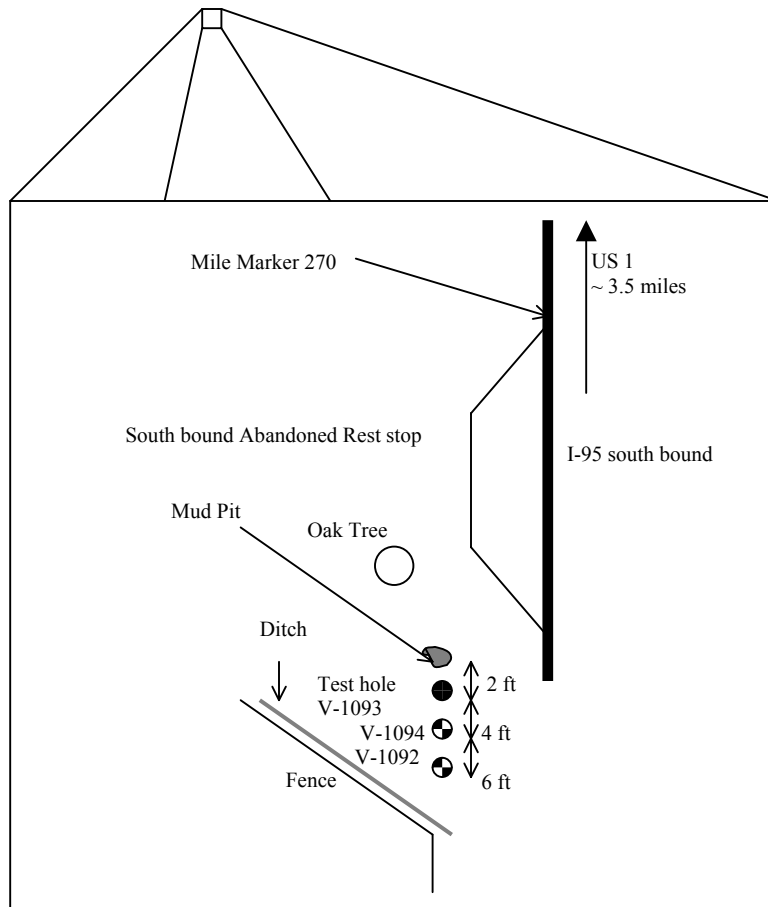 Mile Marker 270
US 1
~ 3.5 miles
South bound Abandoned Rest stop
I-95 south bound
Mud Pit
Oak Tree
Ditch
Test hole
V-1093
2 ft
V-1094
4 ft
V-1092
Fence
6 ft